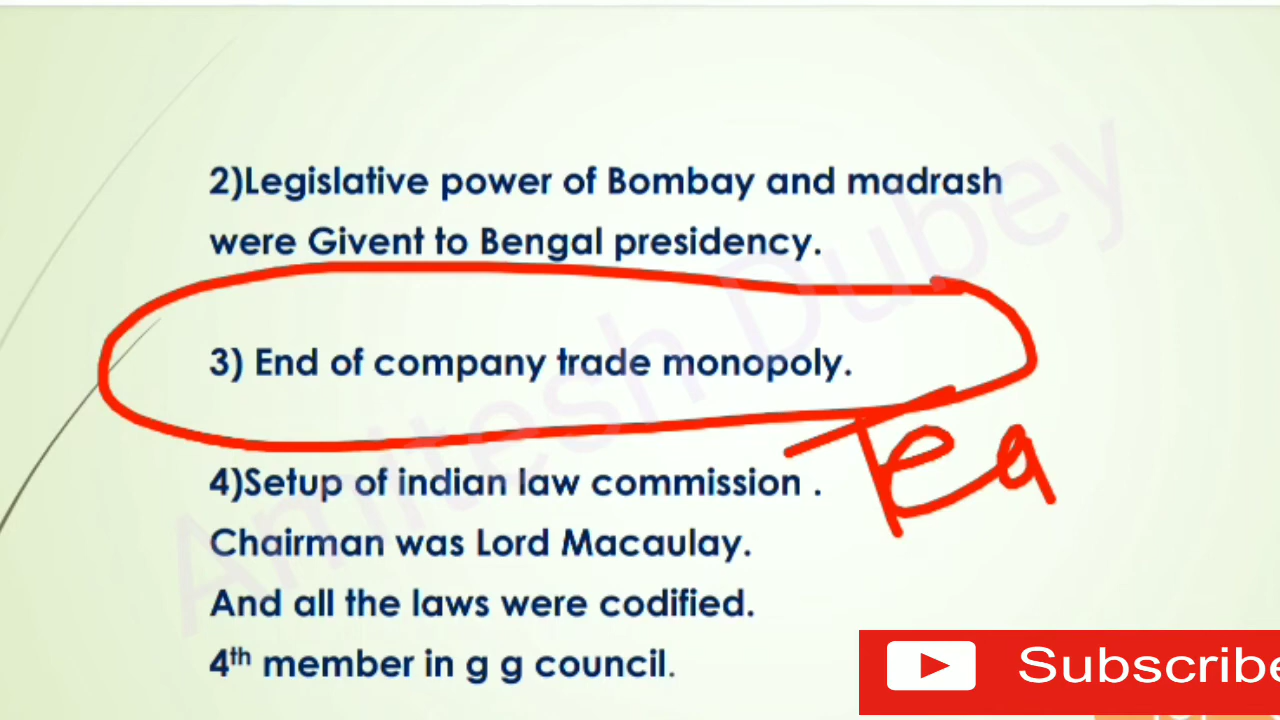 2)Legislative power of Bombay and madrash
were Givent to Bengal presidency.
3) End of company trade monopoly.
Tea
4)Setup of indian law commission .
Chairman was Lord Macaulay.
And all the laws were codified.
4th member in g g council.
Amitesh Dubey
Subscribe